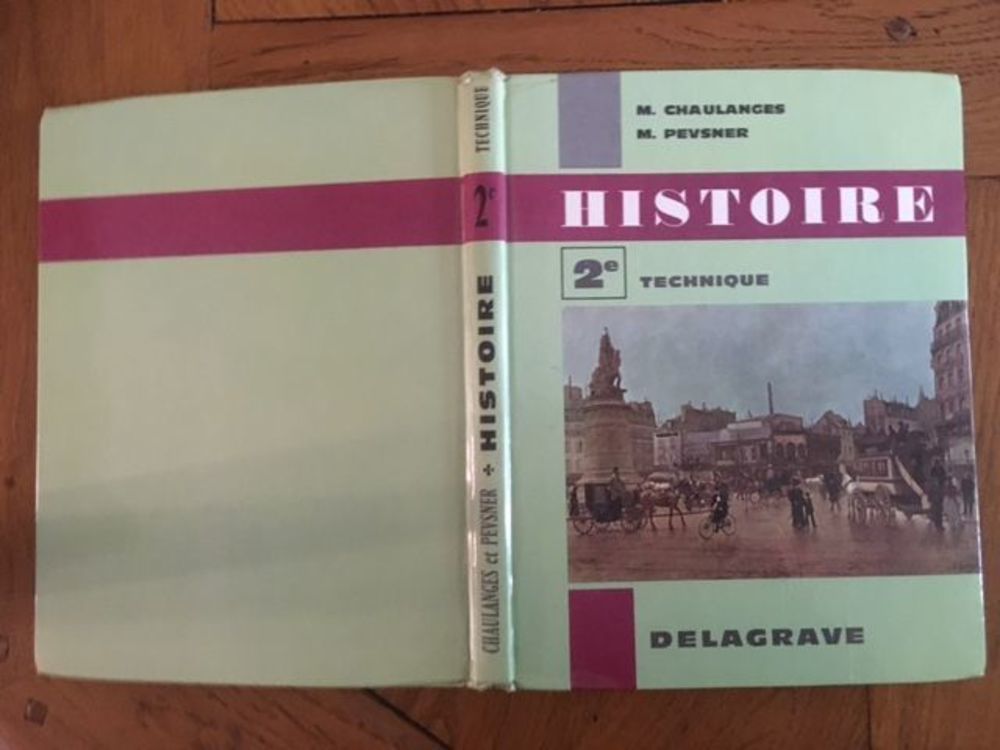 M. CHAULANGES
M. PEVSNER
HISTOIRE
2e TECHNIQUE
DELAGRAVE
CHAULANGES et PEVSNER + HISTOIRE 2e TECHNIQUE